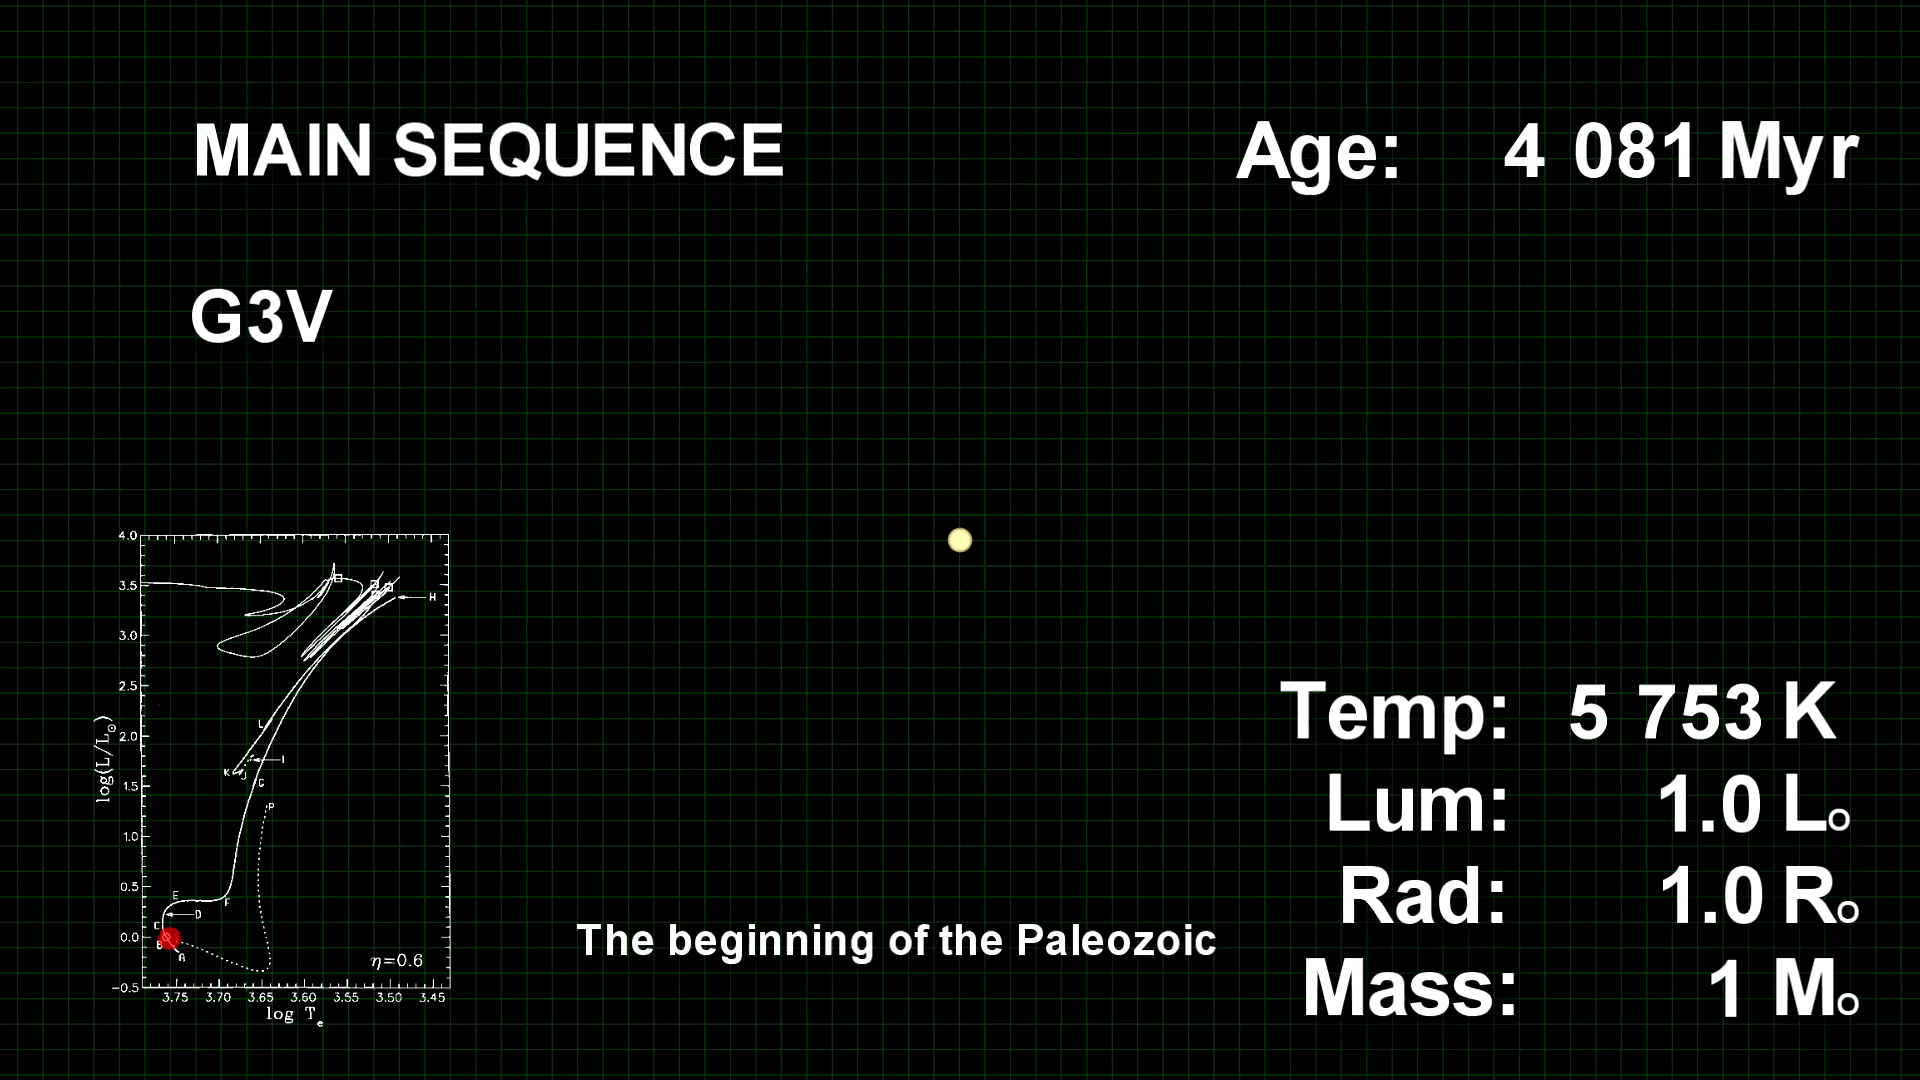 MAIN SEQUENCE
Age: 4 081 Myr
G3V
4.0
3.5
H
3.0
2.5
L
2.0
K J I
1.5
G
P
1.0
0.5
E
F
D
C
0.0
B
A
η=0.6
−0.5
3.75 3.70 3.65 3.60 3.55 3.50 3.45
log(L/L⊙)
log Te
The beginning of the Paleozoic
Temp: 5 753 K
Lum: 1.0 Lo
Rad: 1.0 Ro
Mass: 1 Mo